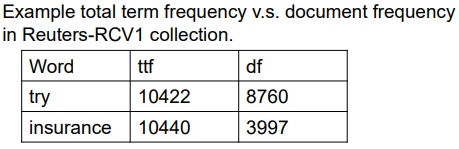 Example total term frequency v.s. document frequency
in Reuters-RCV1 collection.
Word ttf df
try 10422 8760
insurance 10440 3997